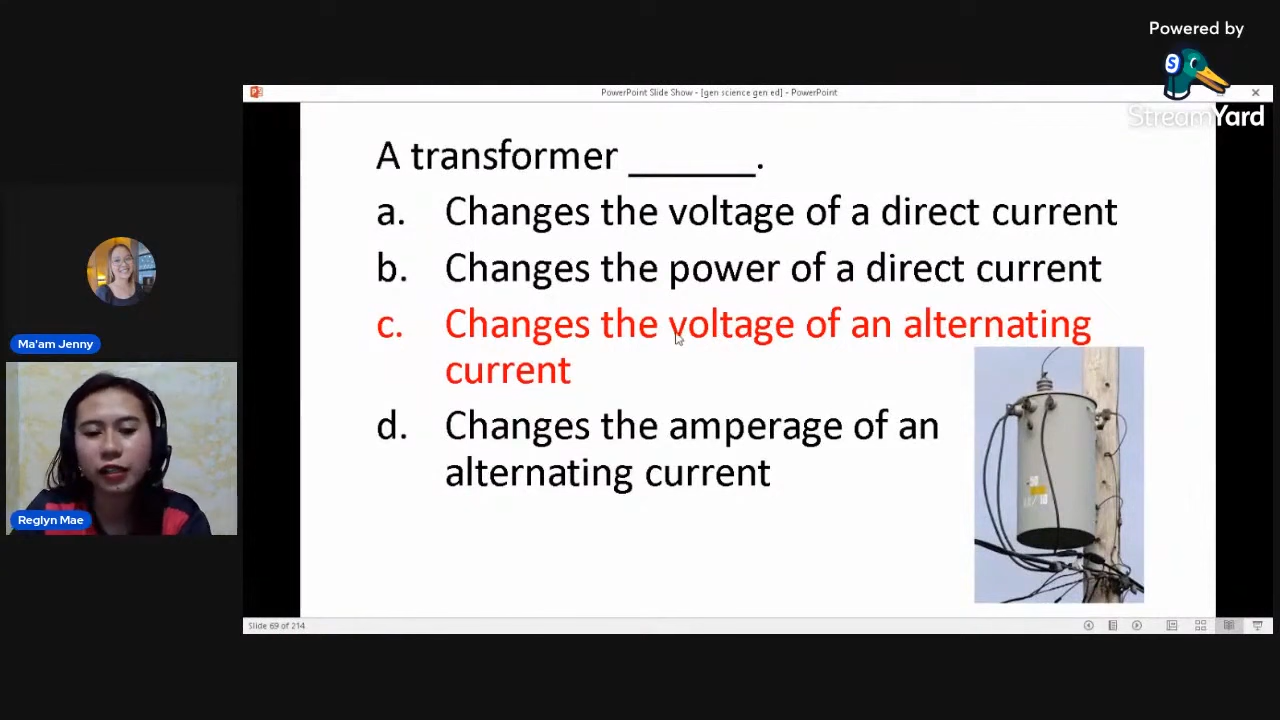 Powered by
S
StreamYard
PowerPoint Slide Show - [gen science gen ed] - PowerPoint
A transformer ______.
a. Changes the voltage of a direct current
b. Changes the power of a direct current
c. Changes the voltage of an alternating
current
d. Changes the amperage of an
alternating current
Ma'am Jenny
Reglyn Mae
Slide 69 of 214